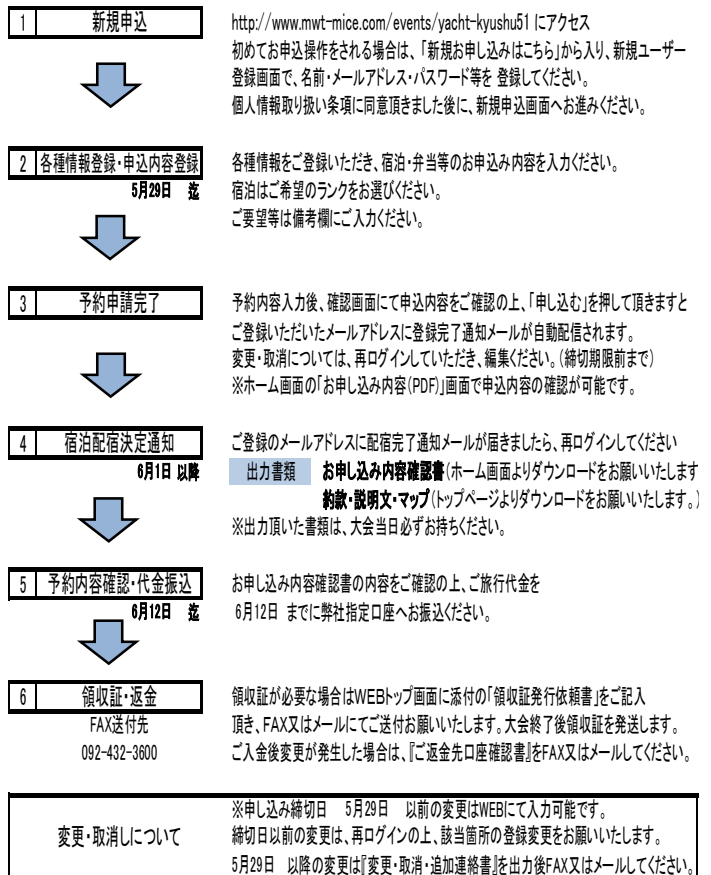 1 新規申込 http://www.mwt-mice.com/events/yacht-kyushu51 にアクセス
初めてお申込操作をされる場合は、「新規お申し込みはこちら」から入り、新規ユーザー
登録画面で、名前・メールアドレス・パスワード等を 登録してください。
個人情報取り扱い条項に同意頂きました後に、新規申込画面へお進みください。
2 各種情報登録・申込内容登録 各種情報をご登録いただき、宿泊・弁当等のお申込み内容を入力ください。
5月29日 迄 宿泊はご希望のランクをお選びください。
ご要望等は備考欄にご入力ください。
3 予約申請完了 予約内容入力後、確認画面にて申込内容をご確認の上、「申し込む」を押して頂きますと
ご登録いただいたメールアドレスに登録完了通知メールが自動配信されます。
変更・取消については、再ログインしていただき、編集ください。(締切期限前まで)
※ホーム画面の「お申し込み内容(PDF)」画面で申込内容の確認が可能です。
4 宿泊配宿決定通知 ご登録のメールアドレスに配宿完了通知メールが届きましたら、再ログインしてください
6月1日 以降 出力書類 お申し込み内容確認書(ホーム画面よりダウンロードをお願いいたします
約款・説明文・マップ(トップページよりダウンロードをお願いいたします。)
※出力頂いた書類は、大会当日必ずお持ちください。
5 予約内容確認・代金振込 お申し込み内容確認書の内容をご確認の上、ご旅行代金を
6月12日 迄 6月12日 までに弊社指定口座へお振込ください。
6 領収証・返金 領収証が必要な場合はWEBトップ画面に添付の「領収証発行依頼書」をご記入
FAX送付先 頂き、FAX又はメールにてご送付お願いいたします。大会終了後領収証を発送します。
092-432-3600 ご入金後変更が発生した場合は、『ご返金先口座確認書』をFAX又はメールしてください。
※申し込み締切日 5月29日 以前の変更はWEBにて入力可能です。
変更・取消しについて 締切日以前の変更は、再ログインの上、該当箇所の登録変更をお願いいたします。
5月29日 以降の変更は『変更・取消・追加連絡書』を出力後FAX又はメールしてください。